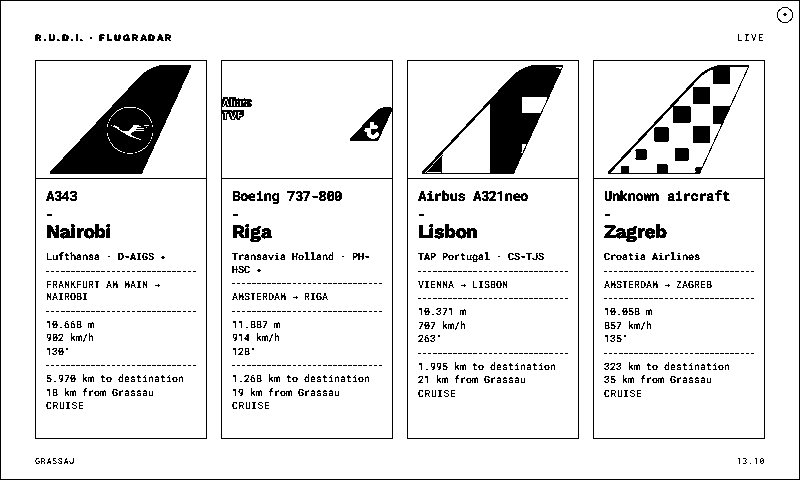 R.U.D.I. · FLUGRADAR
LIVE
A343
-
Nairobi
Lufthansa · D-AIGS ✦
FRANKFURT AM MAIN →
NAIROBI
10.668 m
902 km/h
130°
5.970 km to destination
18 km from Grassau
CRUISE
Boeing 737-800
-
Riga
Transavia Holland · PH-
HSC ✦
AMSTERDAM → RIGA
11.887 m
914 km/h
128°
1.268 km to destination
19 km from Grassau
CRUISE
Airbus A321neo
-
Lisbon
TAP Portugal · CS-TJS
VIENNA → LISBON
10.371 m
707 km/h
263°
1.995 km to destination
21 km from Grassau
CRUISE
Unknown aircraft
-
Zagreb
Croatia Airlines
AMSTERDAM → ZAGREB
10.058 m
857 km/h
135°
323 km to destination
35 km from Grassau
CRUISE
GRASSAU
13.10